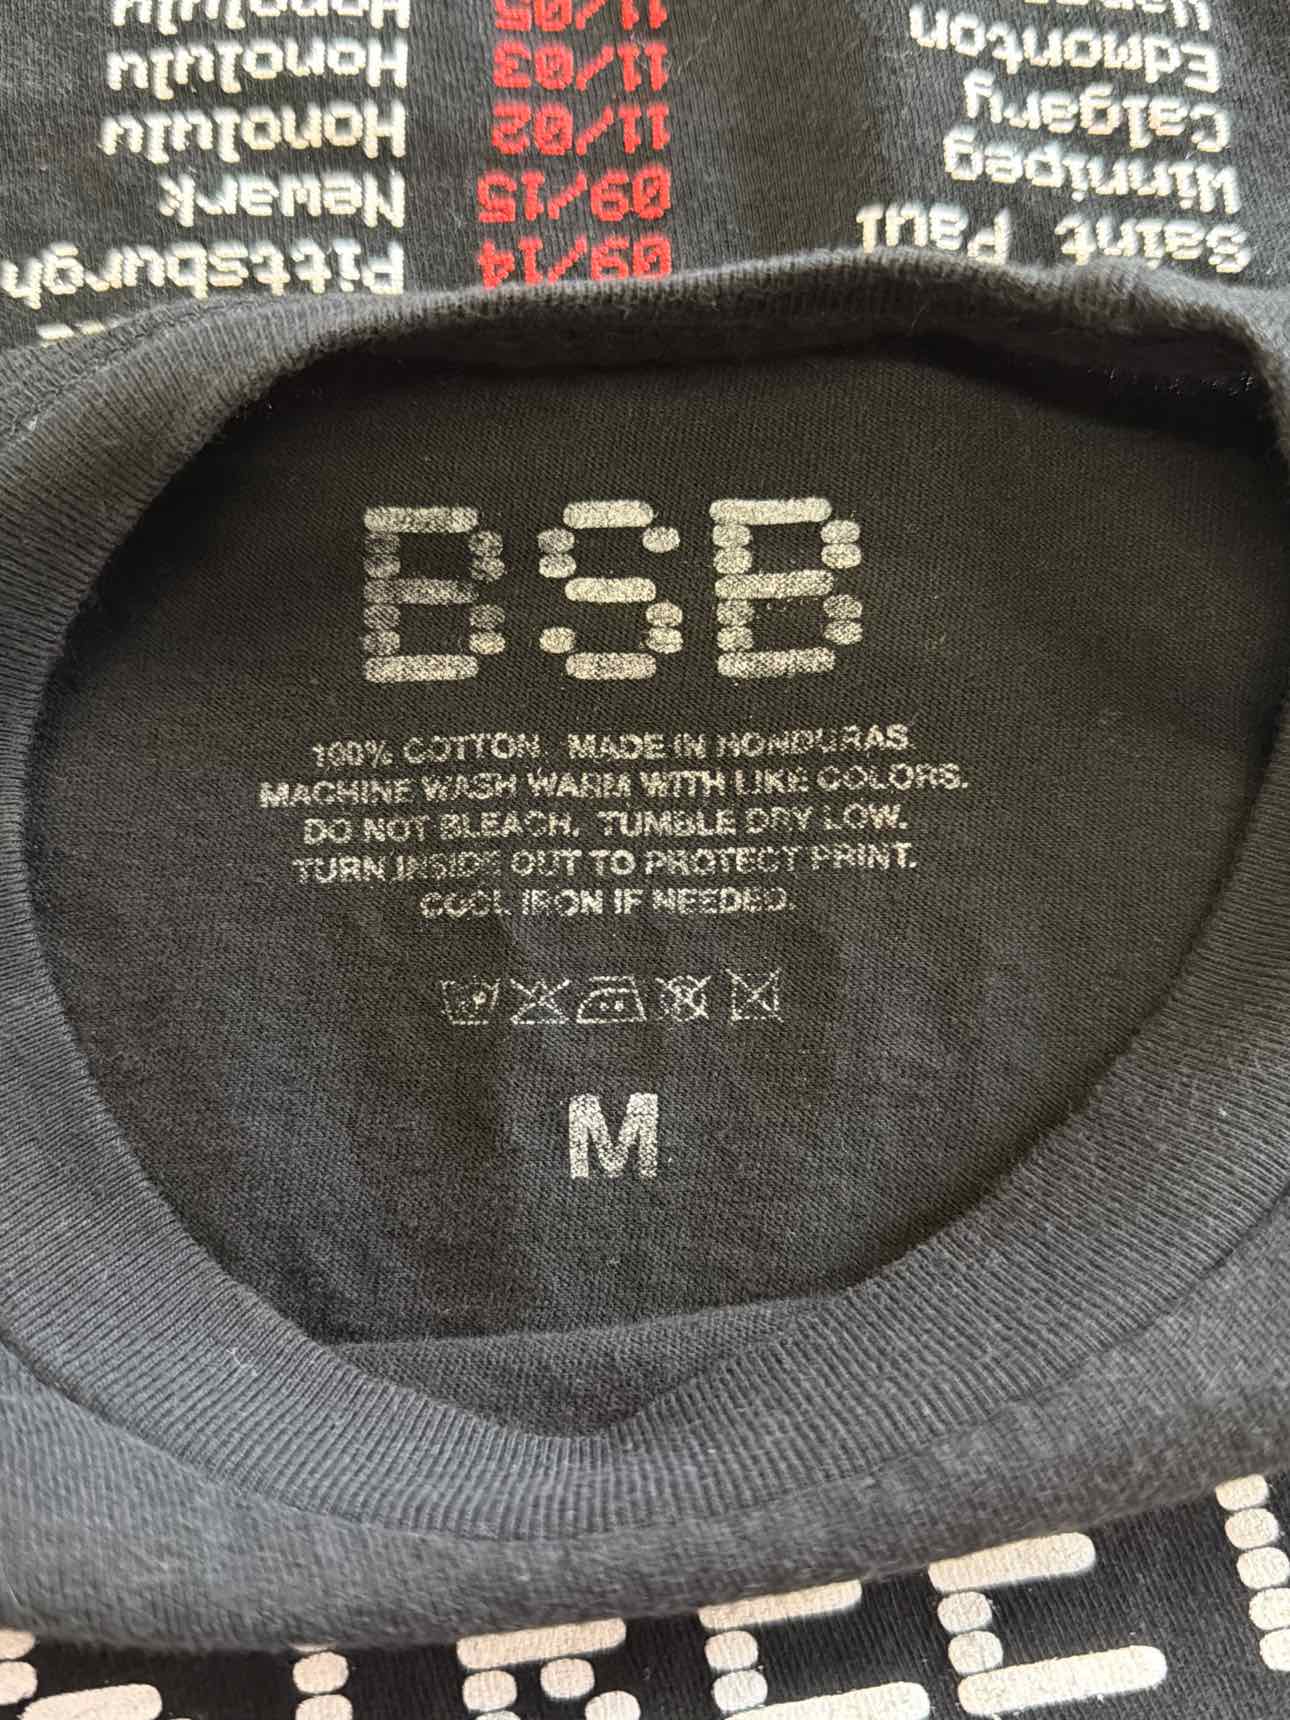 Honolulu 11/05
Honolulu 11/03 Edmonton
Honolulu 11/02 Calgary
Newark 09/15 Winnipeg
Pittsburgh 09/14 Saint Paul
BSB
100% COTTON. MADE IN HONDURAS.
MACHINE WASH WARM WITH LIKE COLORS.
DO NOT BLEACH. TUMBLE DRY LOW.
TURN INSIDE OUT TO PROTECT PRINT.
COOL IRON IF NEEDED.
M